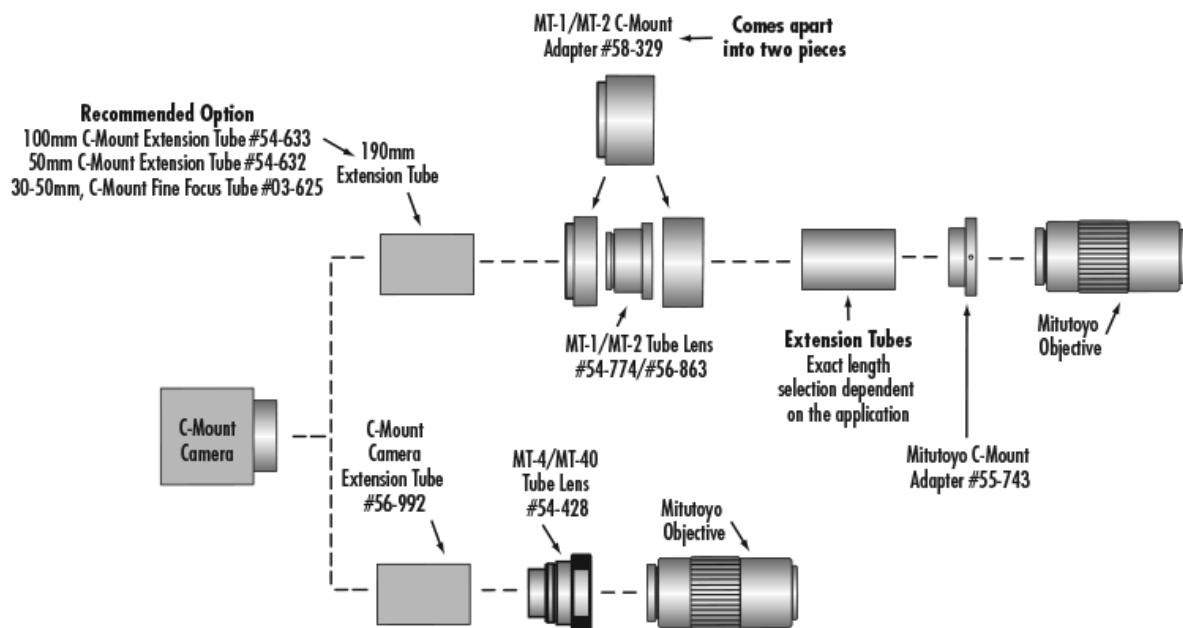 MT-1/MT-2 C-Mount
Adapter #58-329
Comes apart
into two pieces
Recommended Option
100mm C-Mount Extension Tube #54-633
50mm C-Mount Extension Tube #54-632
30-50mm, C-Mount Fine Focus Tube #03-625
190mm
Extension Tube
MT-1/MT-2 Tube Lens
#54-774/#56-863
Extension Tubes
Exact length
selection dependent
on the application
Mitutoyo
Objective
Mitutoyo C-Mount
Adapter #55-743
C-Mount
Camera
C-Mount
Camera
Extension Tube
#56-992
MT-4/MT-40
Tube Lens
#54-428
Mitutoyo
Objective